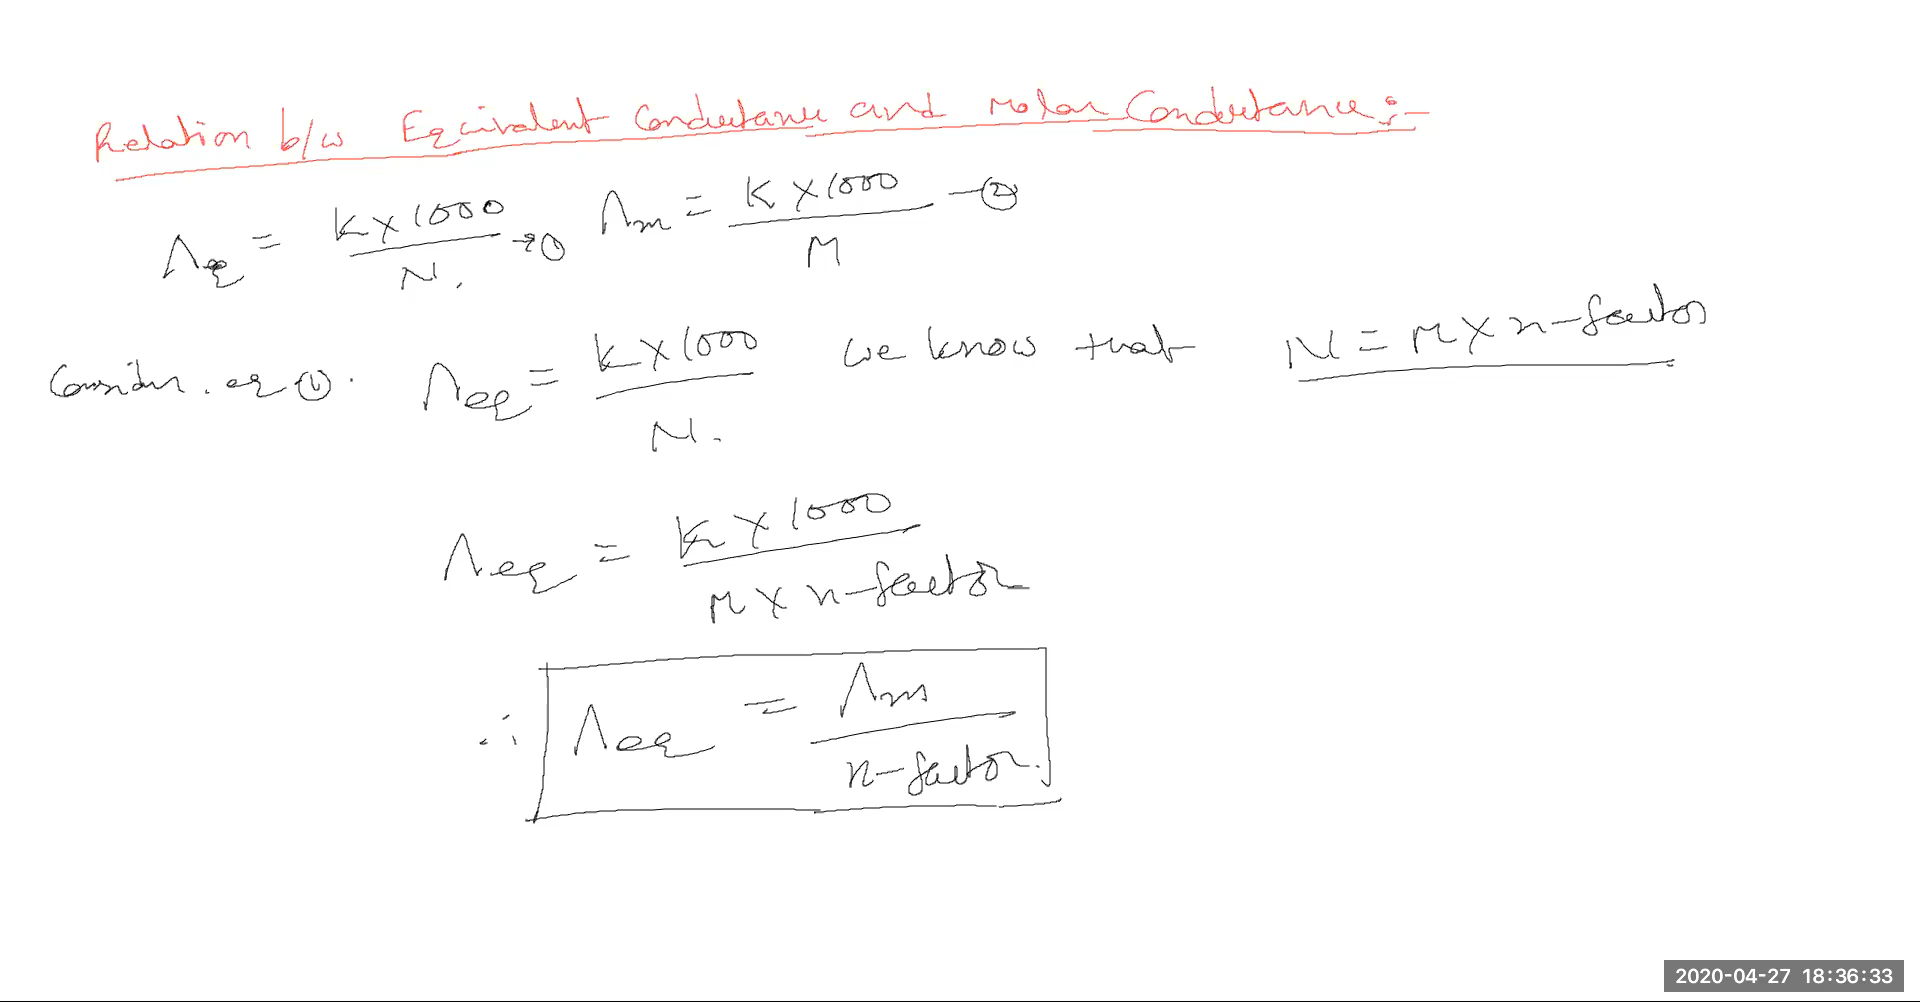 Relation b/w Equivalent Conductance and Molar Conductance :-
Λeq = K × 1000 / N. → ① Λm = K × 1000 / M — ②
Consider. eq ①. Λeq = K × 1000 / N. We know that N = M × n-factor
Λeq = K × 1000 / M × n-factor
∴ Λeq = Λm / n-factor.
2020-04-27 18:36:33